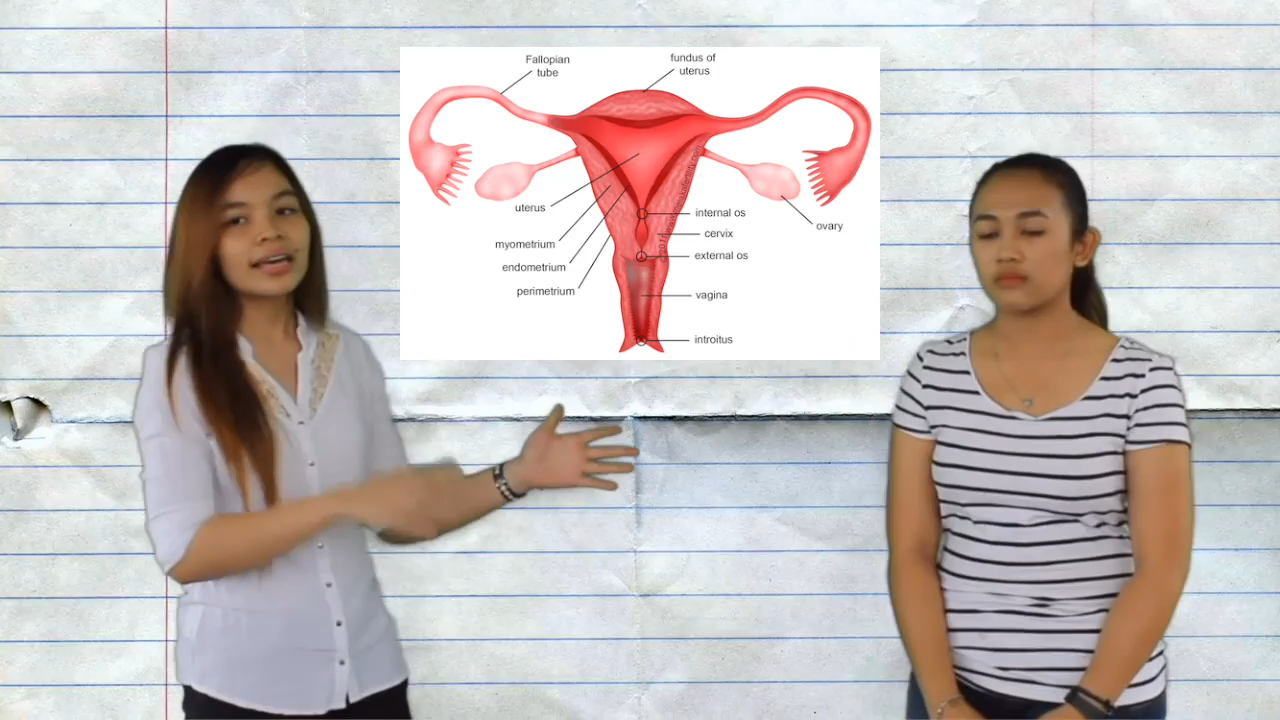 Fallopian
tube
fundus of
uterus
uterus
myometrium
endometrium
perimetrium
internal os
cervix
external os
vagina
introitus
ovary